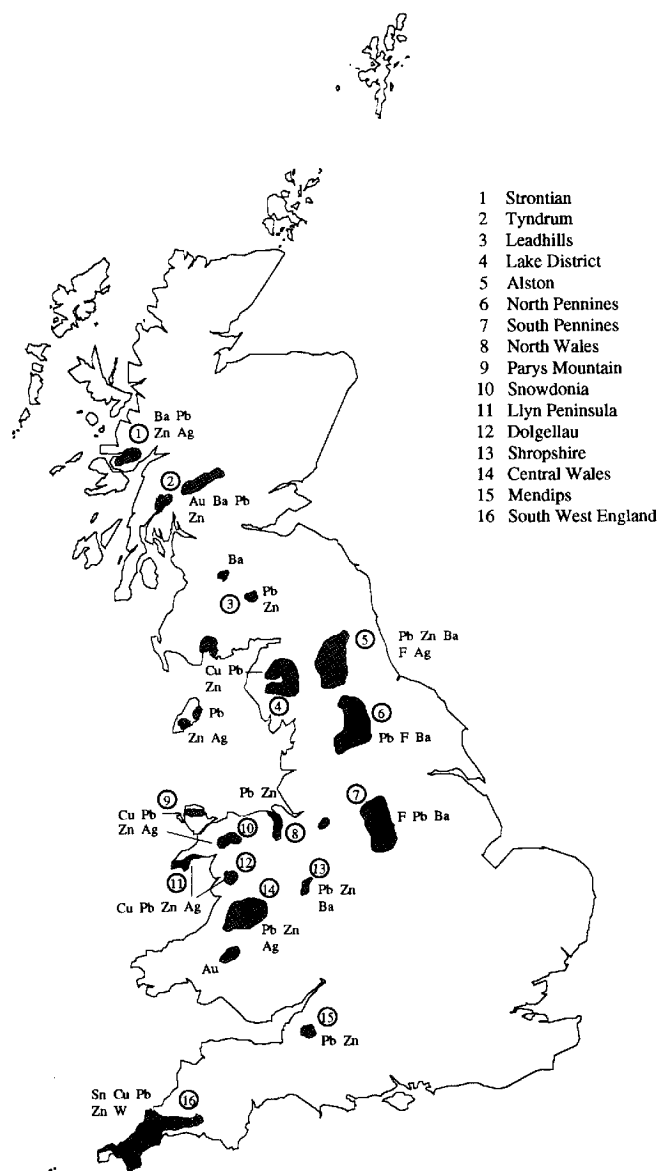 1 Strontian
2 Tyndrum
3 Leadhills
4 Lake District
5 Alston
6 North Pennines
7 South Pennines
8 North Wales
9 Parys Mountain
10 Snowdonia
11 Llyn Peninsula
12 Dolgellau
13 Shropshire
14 Central Wales
15 Mendips
16 South West England
Ba Pb
1 Zn Ag
2
Au Ba Pb
Zn
Ba
3
Pb
Zn
5
Pb Zn Ba
F Ag
Cu Pb
Zn
4
Pb
Zn Ag
6
Pb F Ba
Pb Zn
9
Cu Pb
Zn Ag
10
8
7
F Pb Ba
11
12
Cu Pb Zn Ag
13
Pb Zn
Ba
14
Pb Zn
Ag
Au
15
Pb Zn
Sn Cu Pb
Zn W
16